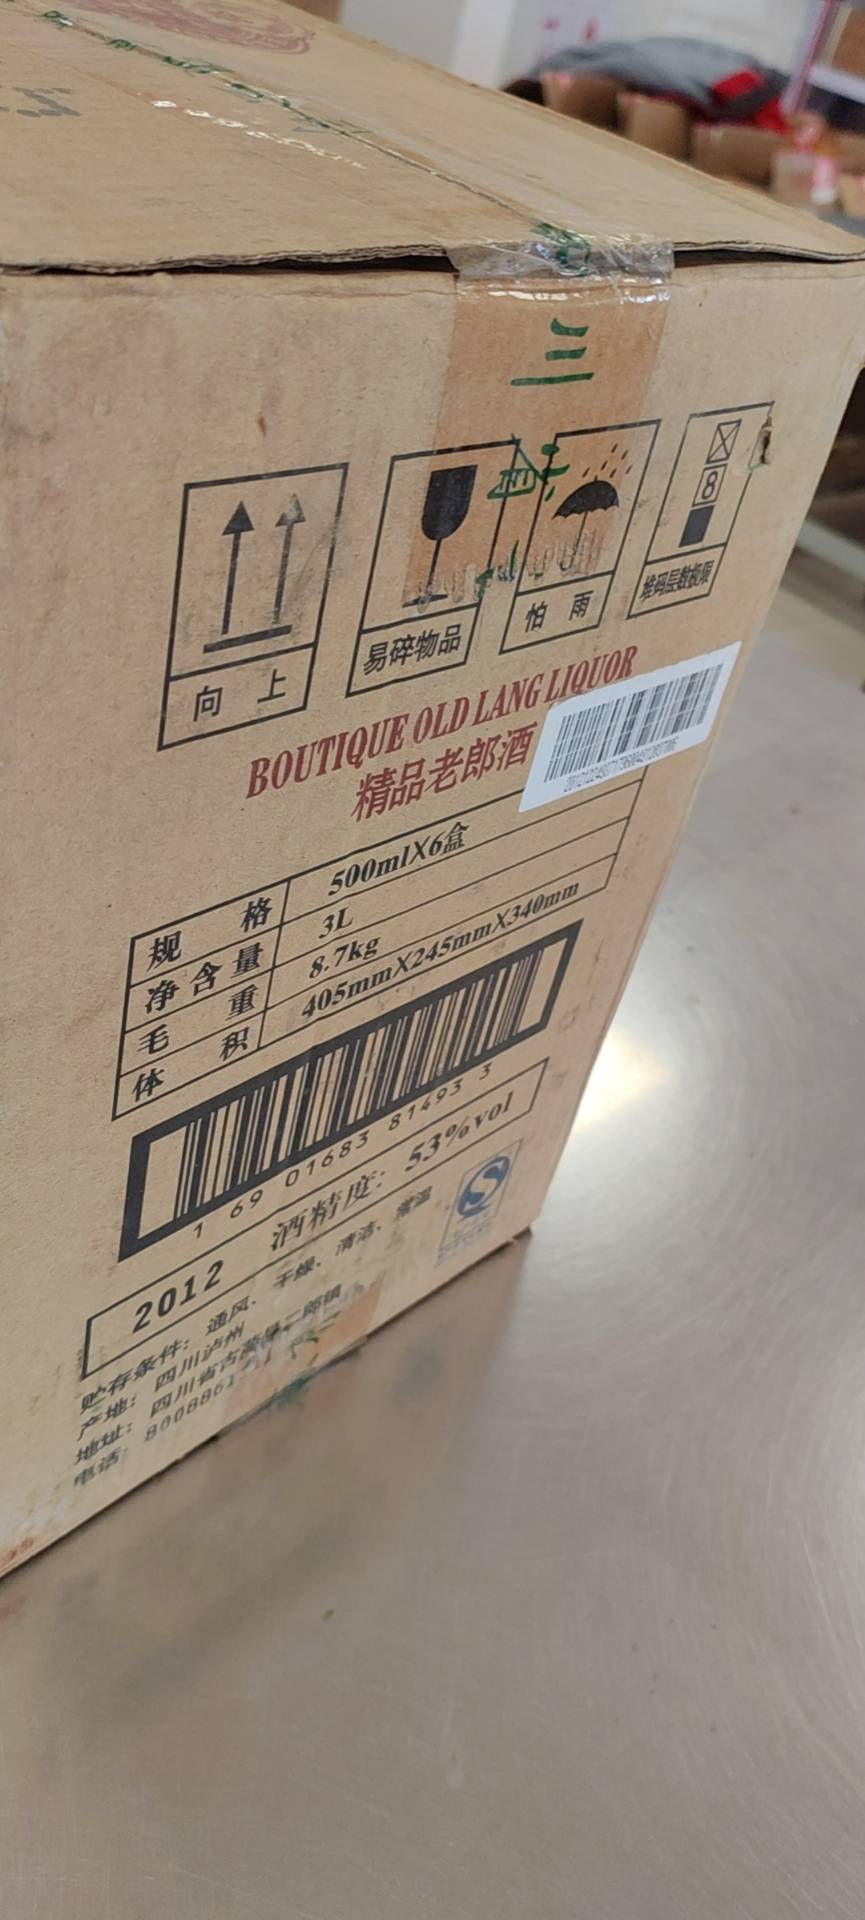 三
8
向 上
易碎物品
怕 雨
堆码层数极限
BOUTIQUE OLD LANG LIQUOR
精品老郎酒
规 格 500mlX6盒
净含量 3L
毛 重 8.7kg
体 积 405mmX245mmX340mm
1 69 01683 81493 3
2012 酒精度: 53%vol
贮存条件: 通风、干燥、清洁、常温
产地: 四川泸州
地址: 四川省古蔺县二郎镇
电话: